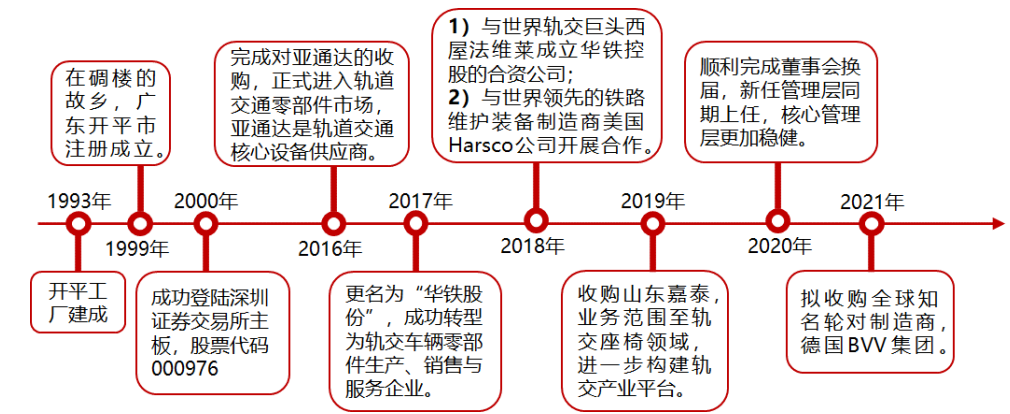 1993年
开平工
厂建成
在碉楼的
故乡，广
东开平市
注册成立。
1999年
2000年
成功登陆深圳
证券交易所主
板，股票代码
000976
完成对亚通达的收
购，正式进入轨道
交通零部件市场，
亚通达是轨道交通
核心设备供应商。
2016年
2017年
更名为“华铁股
份”，成功转型
为轨交车辆零部
件生产、销售与
服务企业。
1）与世界轨交巨头西
屋法维莱成立华铁控
股的合资公司；
2）与世界领先的铁路
维护装备制造商美国
Harsco公司开展合作。
2018年
2019年
收购山东嘉泰，
业务范围至轨
交座椅领域，
进一步构建轨
交产业平台。
顺利完成董事会换
届，新任管理层同
期上任，核心管理
层更加稳健。
2020年
2021年
拟收购全球知
名轮对制造商，
德国BVV集团。